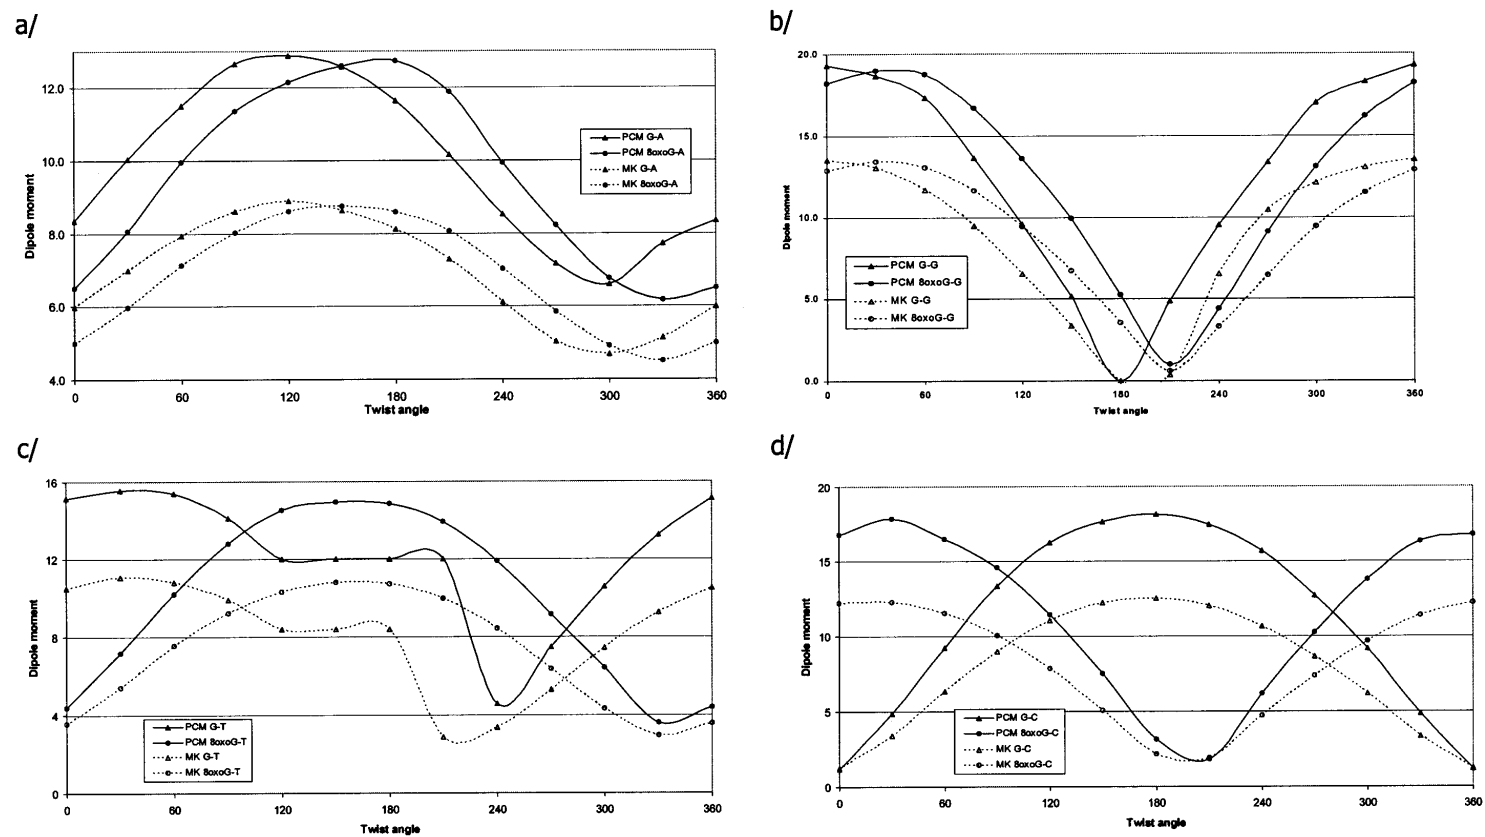 a/
12.0
10.0
8.0
6.0
4.0
Dipole moment
PCM G-A
PCM 8oxoG-A
MK G-A
MK 8oxoG-A
0 60 120 180 240 300 360
Twist angle
b/
20.0
15.0
10.0
5.0
0.0
Dipole moment
PCM G-G
PCM 8oxoG-G
MK G-G
MK 8oxoG-G
0 60 120 180 240 300 360
Twist angle
c/
16
12
8
4
0
Dipole moment
PCM G-T
PCM 8oxoG-T
MK G-T
MK 8oxoG-T
0 60 120 180 240 300 360
Twist angle
d/
20
15
10
5
0
Dipole moment
PCM G-C
PCM 8oxoG-C
MK G-C
MK 8oxoG-C
0 60 120 180 240 300 360
Twist angle